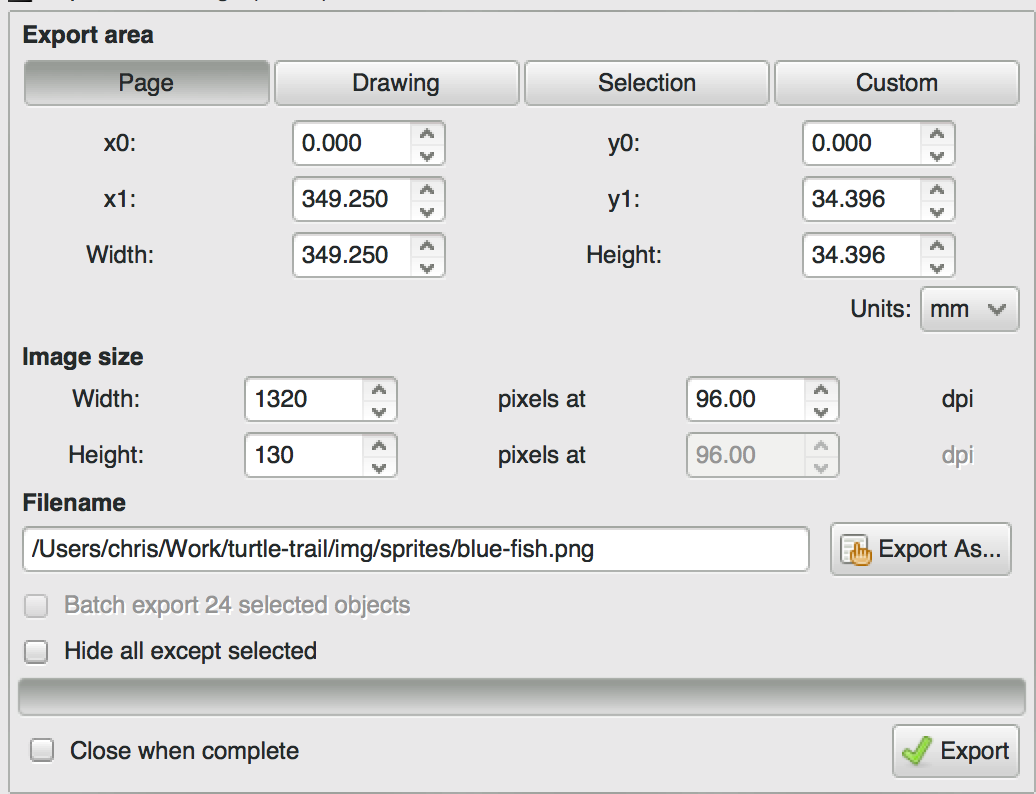 Export area
Page Drawing Selection Custom
x0: 0.000 y0: 0.000
x1: 349.250 y1: 34.396
Width: 349.250 Height: 34.396
Units: mm
Image size
Width: 1320 pixels at 96.00 dpi
Height: 130 pixels at 96.00 dpi
Filename
/Users/chris/Work/turtle-trail/img/sprites/blue-fish.png Export As...
Batch export 24 selected objects
Hide all except selected
Close when complete Export